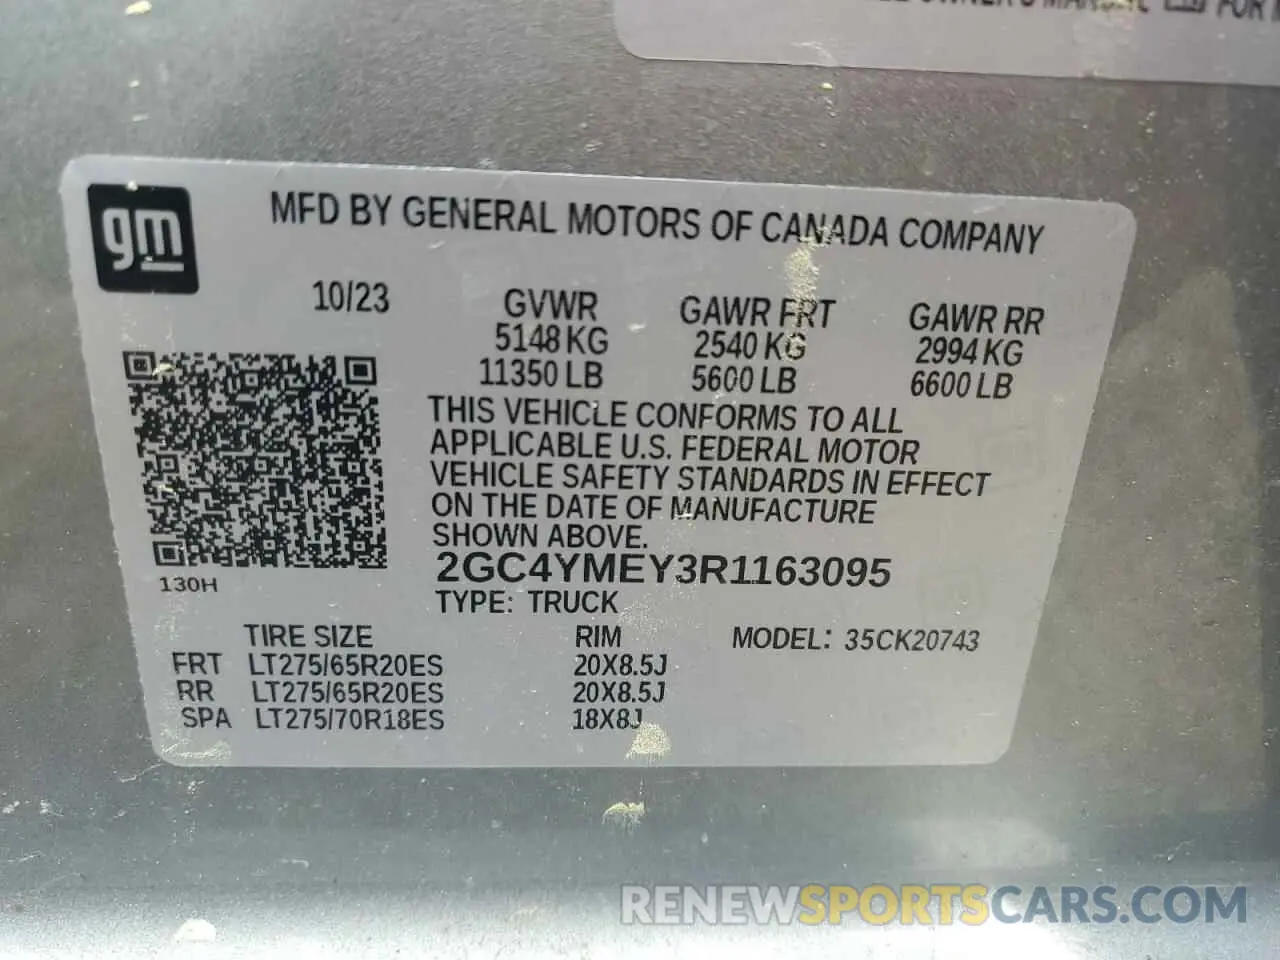 OWNER'S MANUAL FOR
gm
MFD BY GENERAL MOTORS OF CANADA COMPANY
10/23 GVWR GAWR FRT GAWR RR
5148 KG 2540 KG 2994 KG
11350 LB 5600 LB 6600 LB
THIS VEHICLE CONFORMS TO ALL
APPLICABLE U.S. FEDERAL MOTOR
VEHICLE SAFETY STANDARDS IN EFFECT
ON THE DATE OF MANUFACTURE
SHOWN ABOVE.
2GC4YMEY3R1163095
130H
TYPE: TRUCK
TIRE SIZE RIM MODEL: 35CK20743
FRT LT275/65R20ES 20X8.5J
RR LT275/65R20ES 20X8.5J
SPA LT275/70R18ES 18X8J
RENEWSPORTSCARS.COM